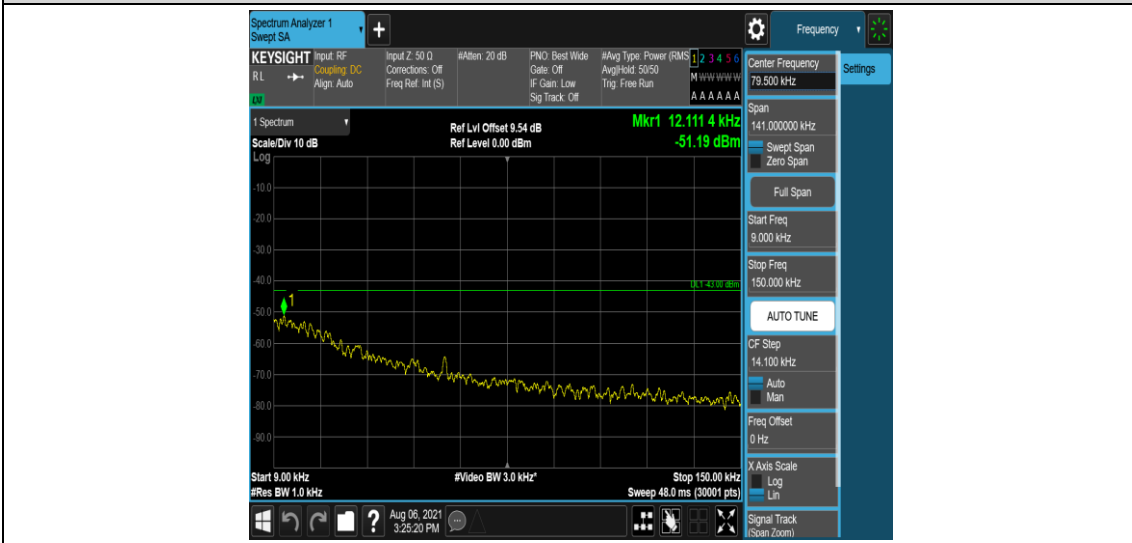 Spectrum Analyzer 1
Swept SA
+
Frequency
KEYSIGHT
Input: RF
Coupling: DC
Align: Auto
Input Z: 50 Ω
Corrections: Off
Freq Ref: Int (S)
#Atten: 20 dB
PNO: Best Wide
Gate: Off
IF Gain: Low
Sig Track: Off
#Avg Type: Power (RMS
Avg|Hold: 50/50
Trig: Free Run
1 2 3 4 5 6
M W W W W W
A A A A A A
R L
LXI
1 Spectrum
Scale/Div 10 dB
Ref Lvl Offset 9.54 dB
Ref Level 0.00 dBm
Mkr1 12.111 4 kHz
-51.19 dBm
Log
-10.0
-20.0
-30.0
-40.0
DL1 -43.00 dBm
1
-50.0
-60.0
-70.0
-80.0
-90.0
Start 9.00 kHz
#Video BW 3.0 kHz*
Stop 150.00 kHz
#Res BW 1.0 kHz
Sweep 48.0 ms (30001 pts)
?
Aug 06, 2021
3:25:20 PM
Center Frequency
79.500 kHz
Settings
Span
141.000000 kHz
Swept Span
Zero Span
Full Span
Start Freq
9.000 kHz
Stop Freq
150.000 kHz
AUTO TUNE
CF Step
14.100 kHz
Auto
Man
Freq Offset
0 Hz
X Axis Scale
Log
Lin
Signal Track
(Span Zoom)